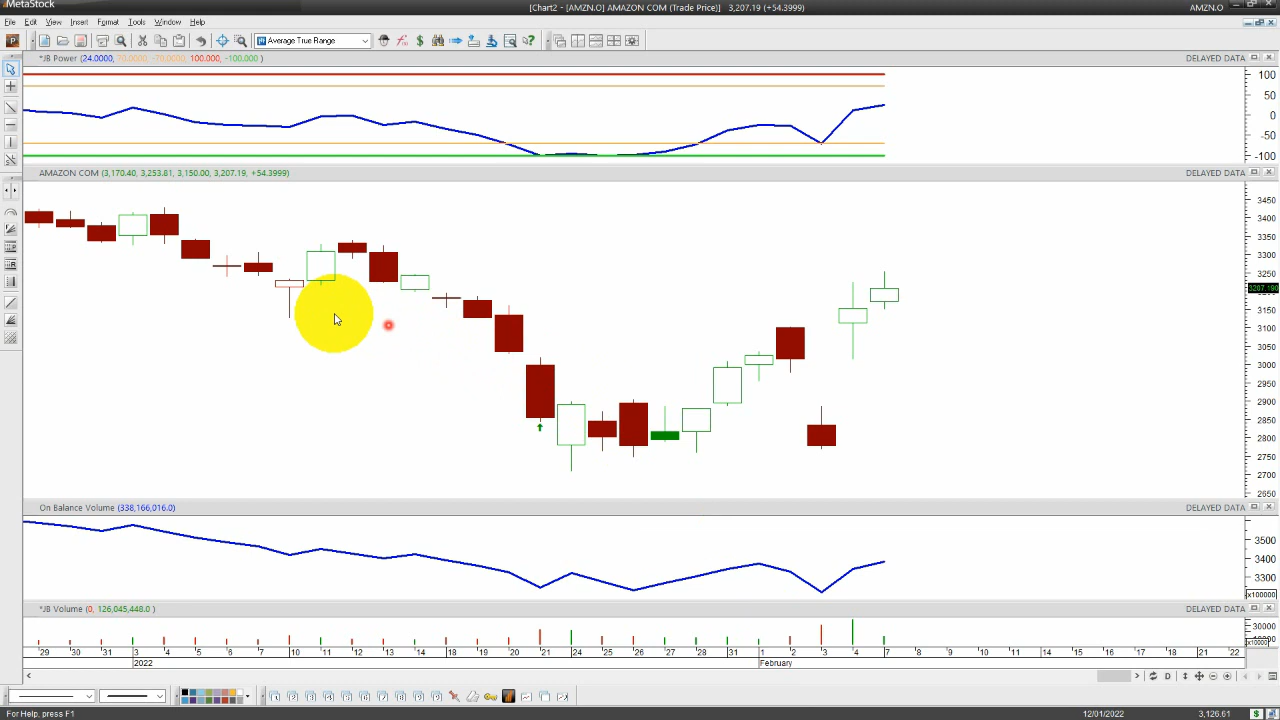 MetaStock
[Chart2 - [AMZN.O] AMAZON COM (Trade Price)] 3,207.19 (+54.3999)
AMZN.O
File Edit View Insert Format Tools Window Help
Average True Range
*JB Power (24.0000, 70.0000, -70.0000, 100.0000, -100.0000 )
DELAYED DATA
100
50
0
-50
-100
AMAZON COM (3,170.40, 3,253.81, 3,150.00, 3,207.19, +54.3999)
DELAYED DATA
3450
3400
3350
3300
3250
3207.190
3150
3100
3050
3000
2950
2900
2850
2800
2750
2700
2650
On Balance Volume (338,166,016.0)
DELAYED DATA
3500
3400
3300
x100000
*JB Volume (0, 126,045,448.0 )
DELAYED DATA
30000
29 30 31 3 4 5 6 7 10 11 12 13 14 18 19 20 21 24 25 26 27 28 31 1 2 3 4 7 8 9 10 11 14 15 16 17 18 22
2022 February
For Help, press F1
12/01/2022
3,126.61